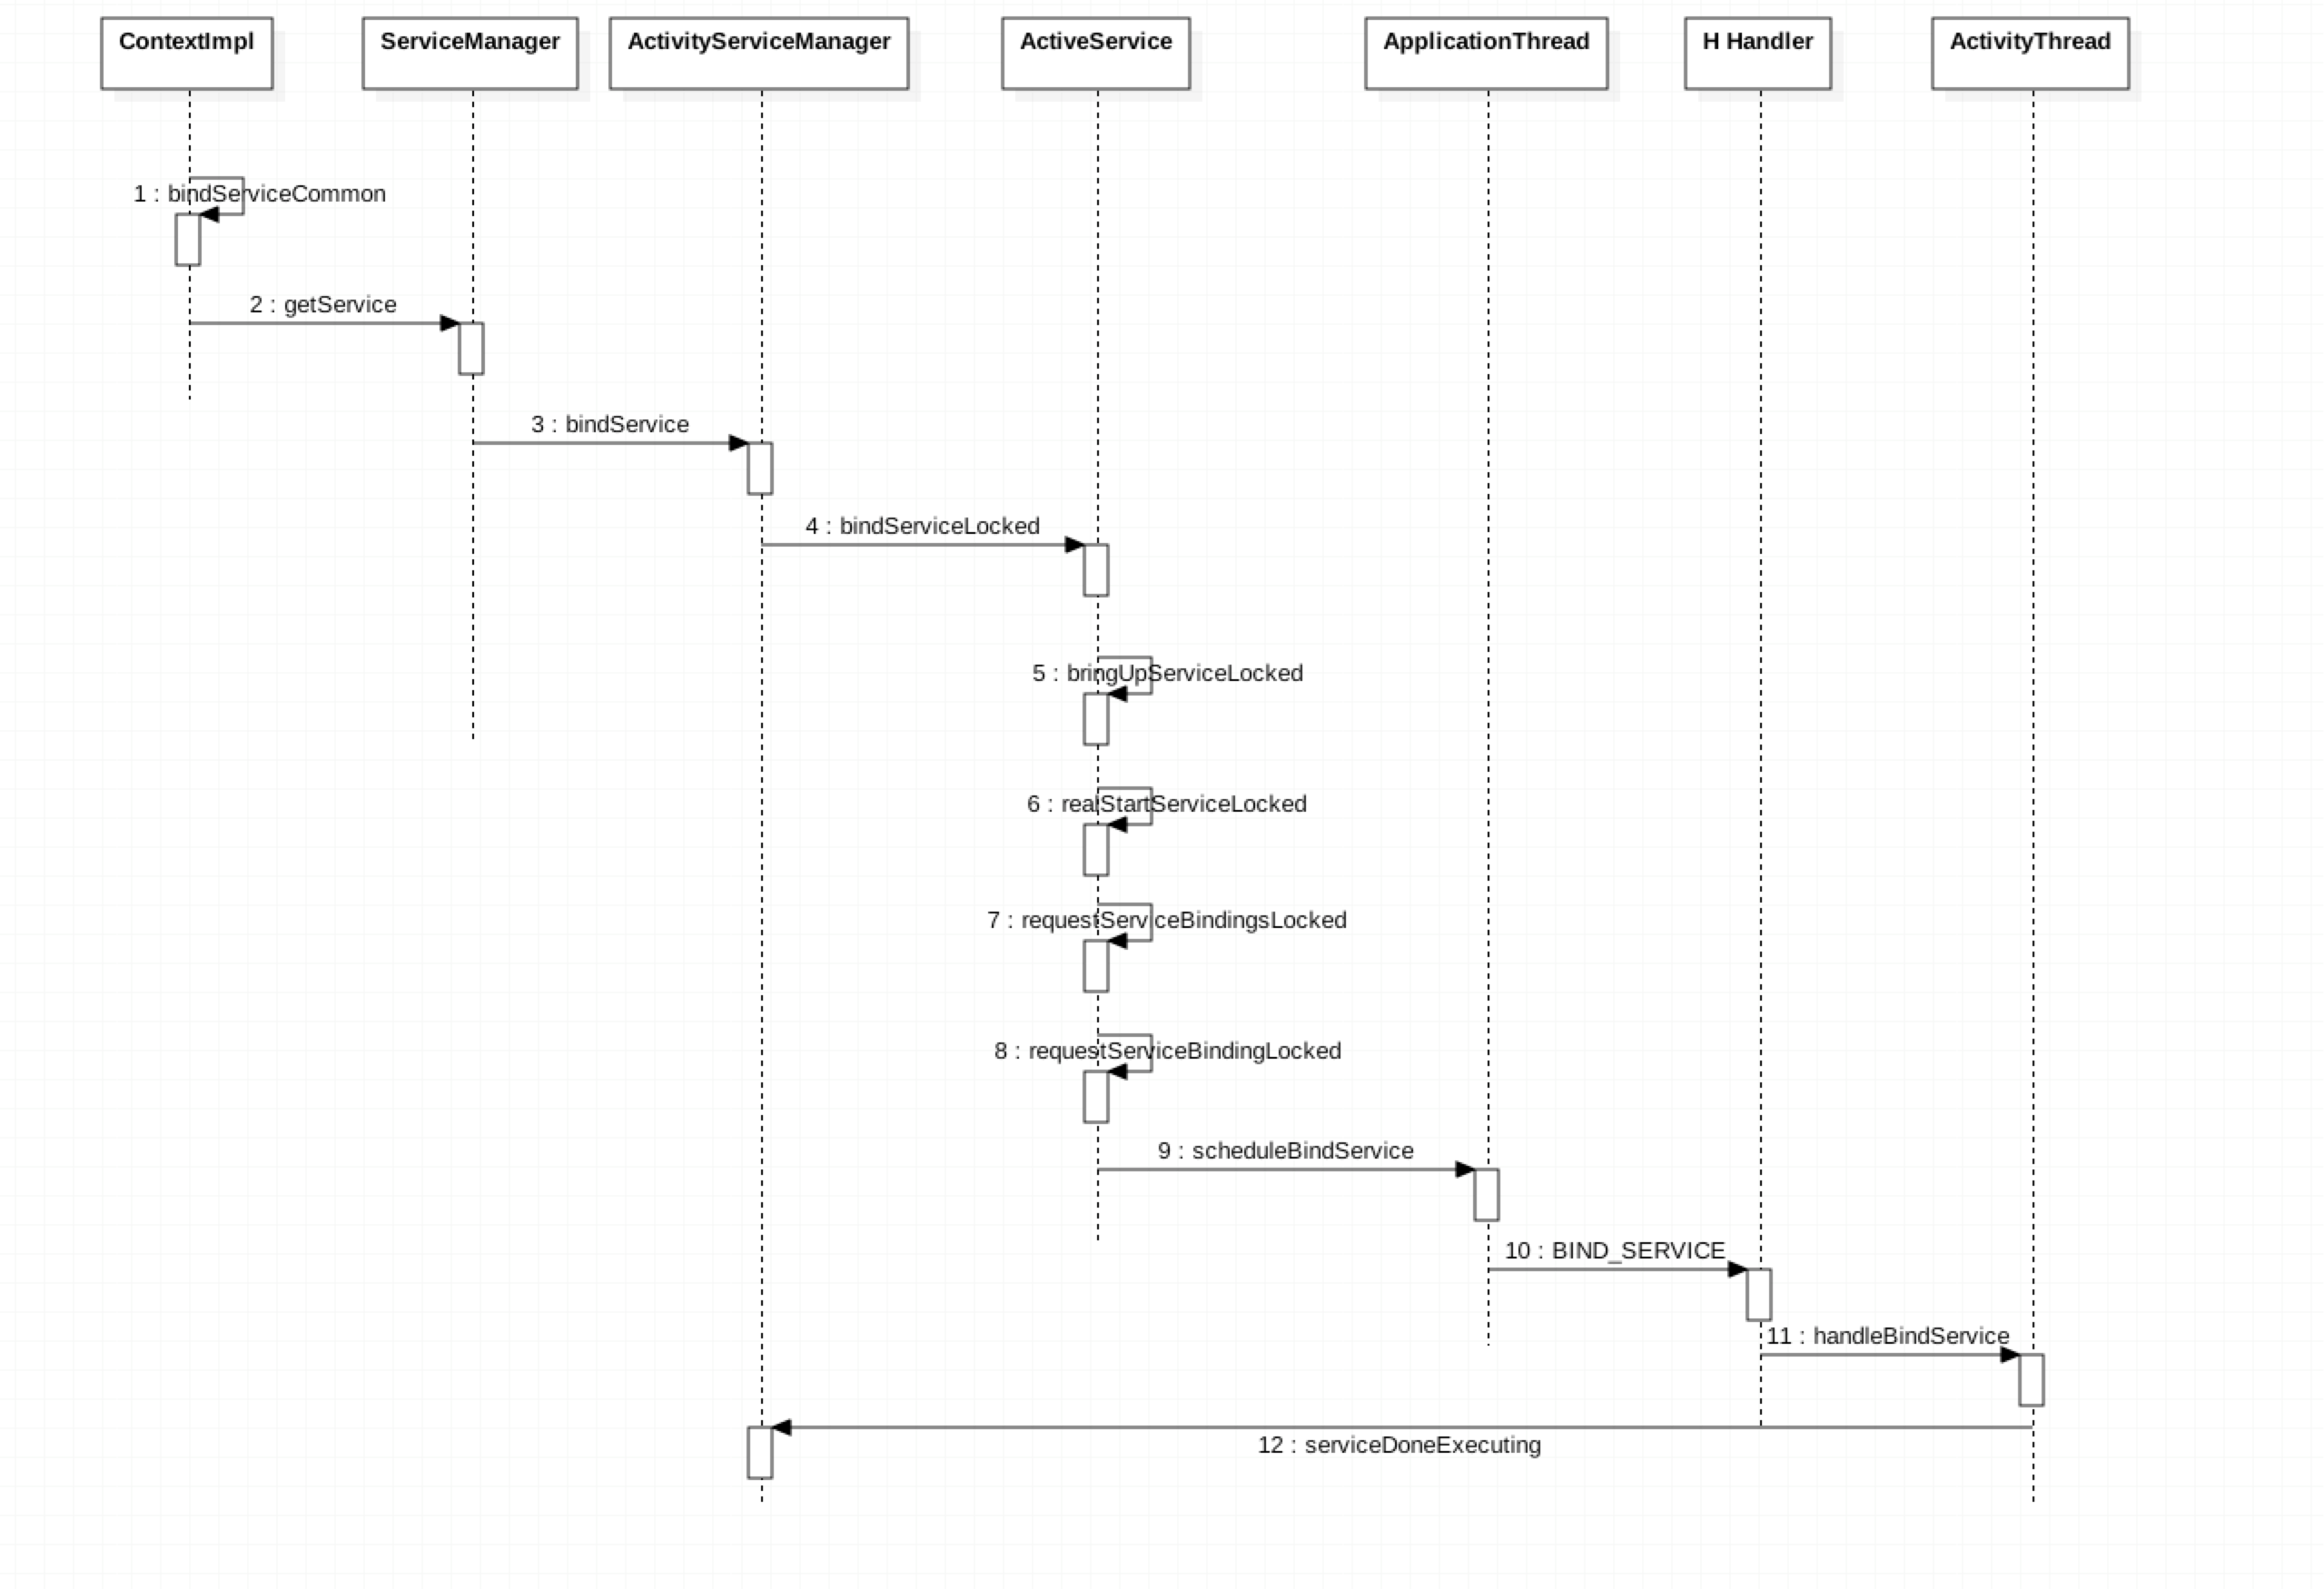 ContextImpl
ServiceManager
ActivityServiceManager
ActiveService
ApplicationThread
H Handler
ActivityThread
1 : bindServiceCommon
2 : getService
3 : bindService
4 : bindServiceLocked
5 : bringUpServiceLocked
6 : realStartServiceLocked
7 : requestServiceBindingsLocked
8 : requestServiceBindingLocked
9 : scheduleBindService
10 : BIND_SERVICE
11 : handleBindService
12 : serviceDoneExecuting